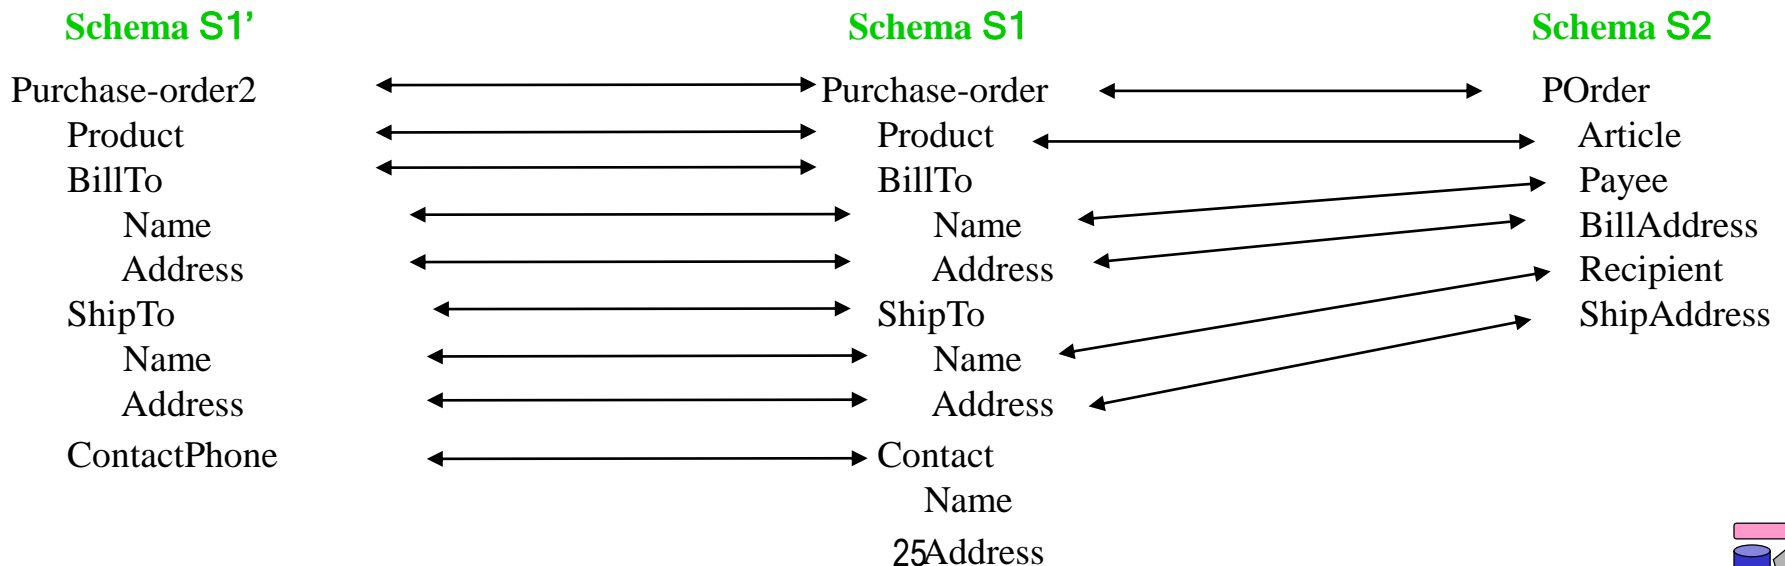 Schema S1’ Schema S1 Schema S2
Purchase-order2 Purchase-order POrder
Product Product Article
BillTo BillTo Payee
Name Name BillAddress
Address Address Recipient
ShipTo ShipTo ShipAddress
Name Name
Address Address
ContactPhone Contact
Name
25Address